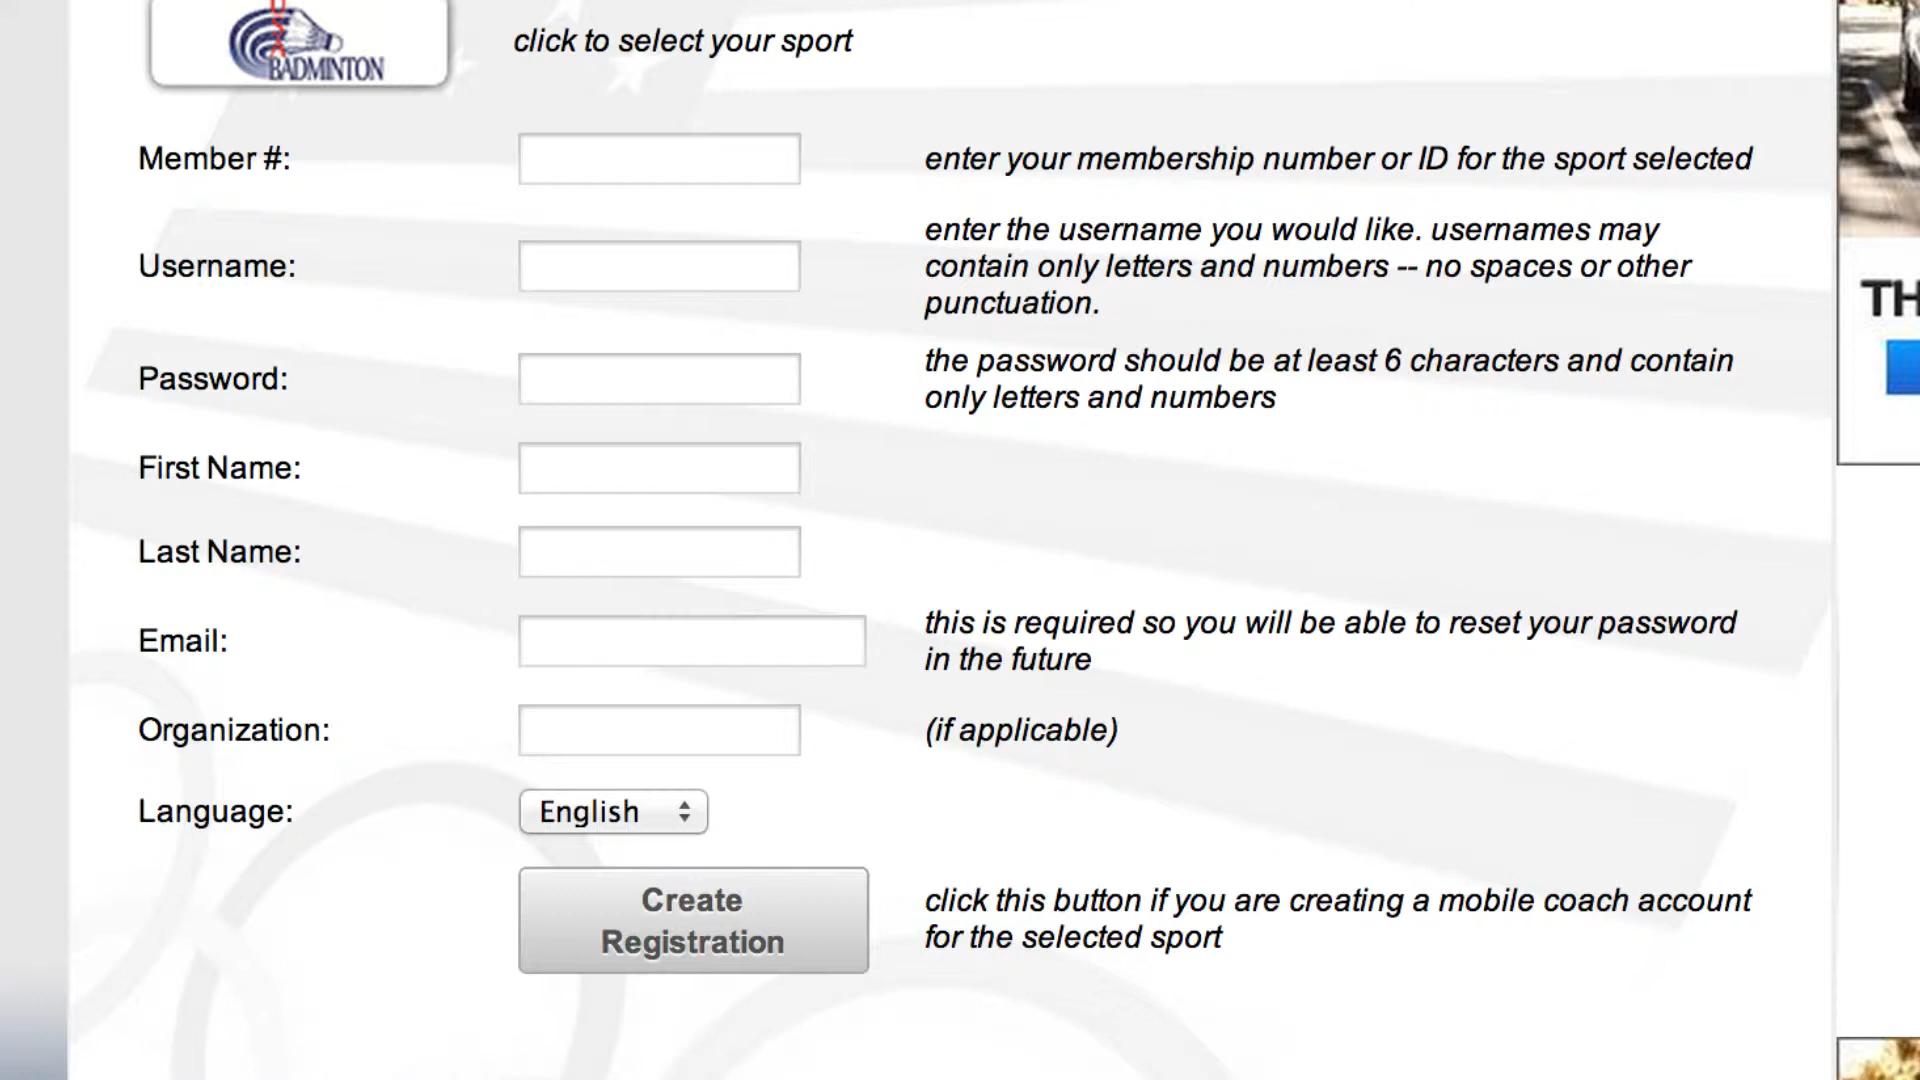 BADMINTON
click to select your sport
Member #:
enter your membership number or ID for the sport selected
Username:
enter the username you would like. usernames may
contain only letters and numbers -- no spaces or other
punctuation.
Password:
the password should be at least 6 characters and contain
only letters and numbers
First Name:
Last Name:
Email:
this is required so you will be able to reset your password
in the future
Organization:
(if applicable)
Language:
English
Create
Registration
click this button if you are creating a mobile coach account
for the selected sport
TH